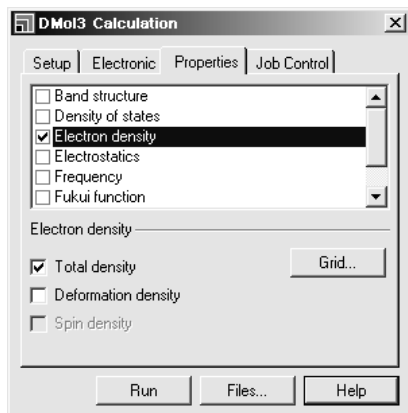 DMol3 Calculation
Setup Electronic Properties Job Control
Band structure
Density of states
Electron density
Electrostatics
Frequency
Fukui function
Electron density
Total density Grid...
Deformation density
Spin density
Run Files... Help